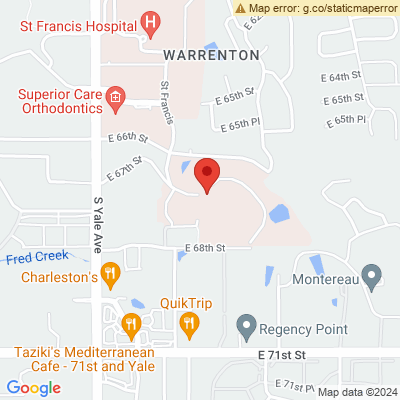 Map error: g.co/staticmaperror
St Francis Hospital
H
WARRENTON
E 62nd
E 64th St
E 65th St
E 65th St
E 65th Pl
E 65th Pl
Superior Care
Orthodontics
St Francis
E 66th St
E 67th St
S Yale Ave
E 68th St
Fred Creek
Charleston's
Montereau
QuikTrip
Regency Point
Taziki's Mediterranean
Cafe - 71st and Yale
E 71st St
Google
E 71st
Map data ©2024